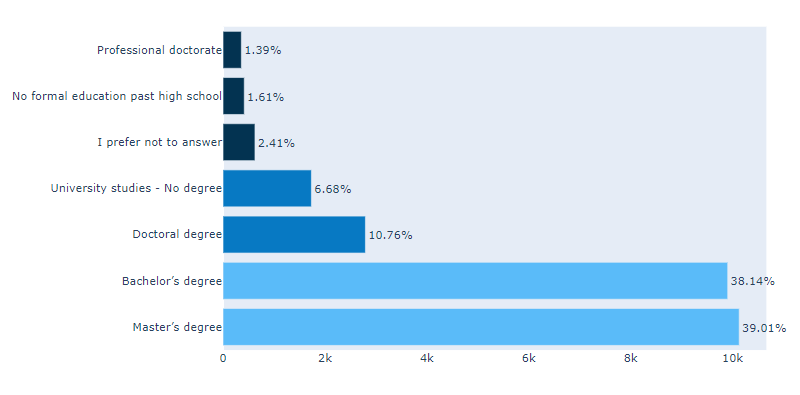 Professional doctorate 1.39%
No formal education past high school 1.61%
I prefer not to answer 2.41%
University studies - No degree 6.68%
Doctoral degree 10.76%
Bachelor’s degree 38.14%
Master’s degree 39.01%
0 2k 4k 6k 8k 10k